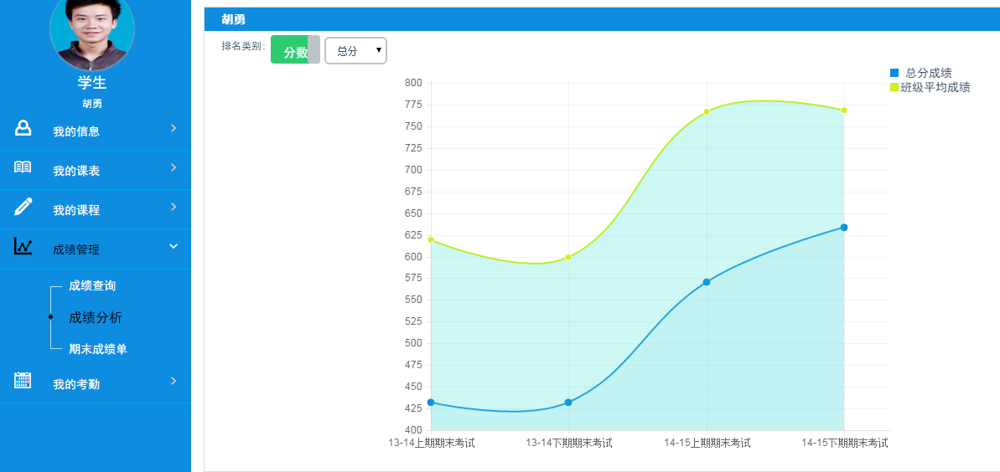 学生
胡勇
我的信息
我的课表
我的课程
成绩管理
成绩查询
成绩分析
期末成绩单
我的考勤
胡勇
排名类别：
分数
总分
总分成绩
班级平均成绩
800
775
750
725
700
675
650
625
600
575
550
525
500
475
450
425
400
13-14上期期末考试
13-14下期期末考试
14-15上期期末考试
14-15下期期末考试